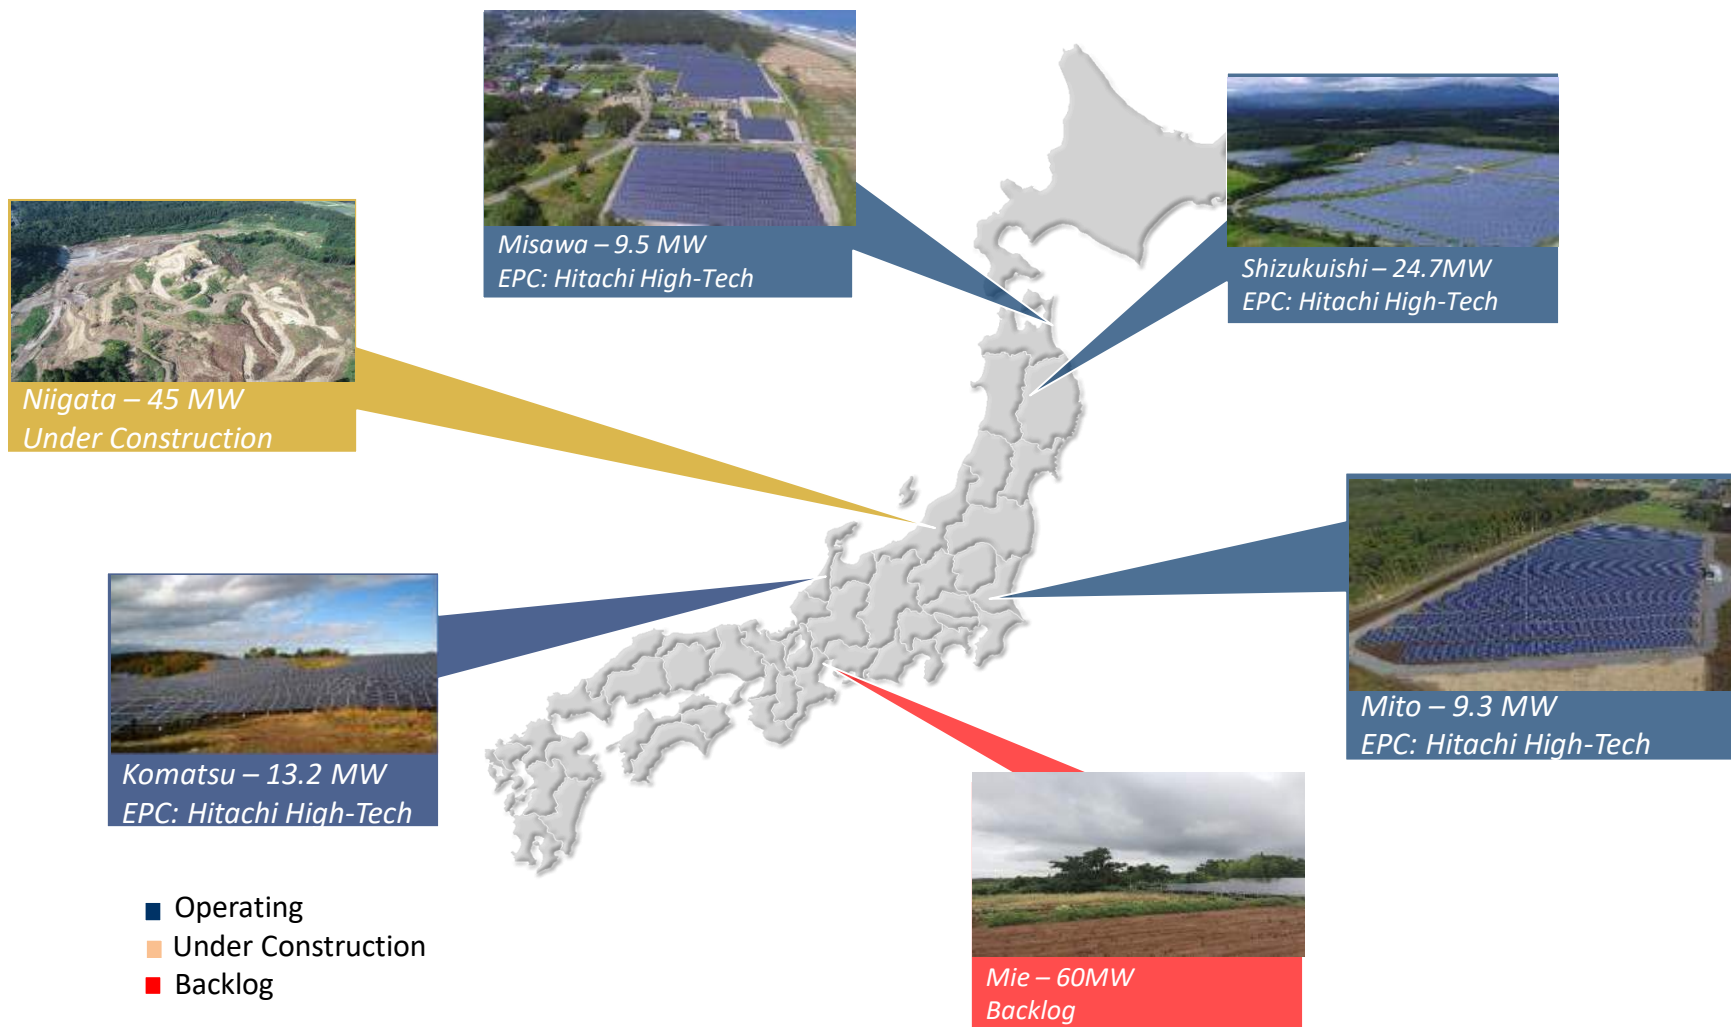 Misawa – 9.5 MW
EPC: Hitachi High-Tech
Shizukuishi – 24.7MW
EPC: Hitachi High-Tech
Niigata – 45 MW
Under Construction
Mito – 9.3 MW
EPC: Hitachi High-Tech
Komatsu – 13.2 MW
EPC: Hitachi High-Tech
Mie – 60MW
Backlog
Operating
Under Construction
Backlog